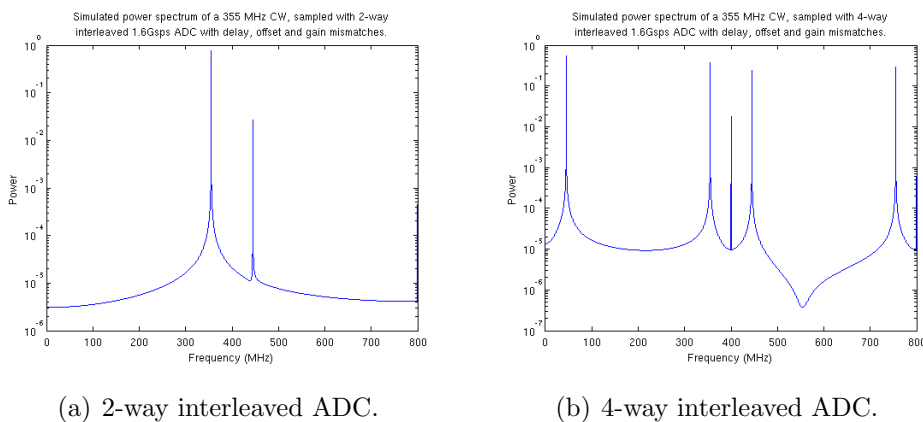 Simulated power spectrum of a 355 MHz CW, sampled with 2-way
interleaved 1.6Gsps ADC with delay, offset and gain mismatches.
10^0
10^-1
10^-2
10^-3
10^-4
10^-5
10^-6
Power
0 100 200 300 400 500 600 700 800
Frequency (MHz)
(a) 2-way interleaved ADC.
Simulated power spectrum of a 355 MHz CW, sampled with 4-way
interleaved 1.6Gsps ADC with delay, offset and gain mismatches.
10^0
10^-1
10^-2
10^-3
10^-4
10^-5
10^-6
10^-7
Power
0 100 200 300 400 500 600 700 800
Frequency (MHz)
(b) 4-way interleaved ADC.